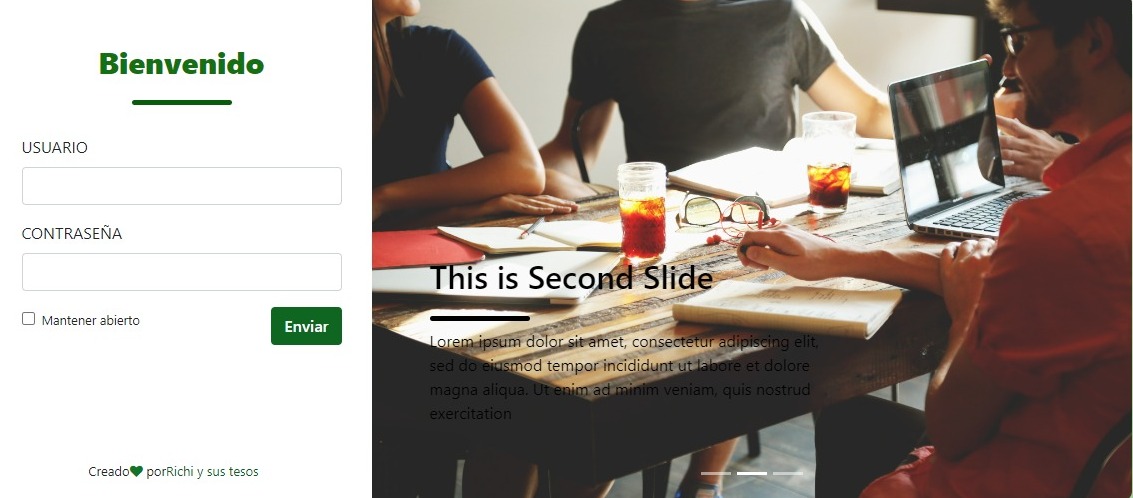 Bienvenido
USUARIO
CONTRASEÑA
Mantener abierto
Enviar
Creado por Richi y sus tesos
This is Second Slide
Lorem ipsum dolor sit amet, consectetur adipiscing elit,
sed do eiusmod tempor incididunt ut labore et dolore
magna aliqua. Ut enim ad minim veniam, quis nostrud
exercitation